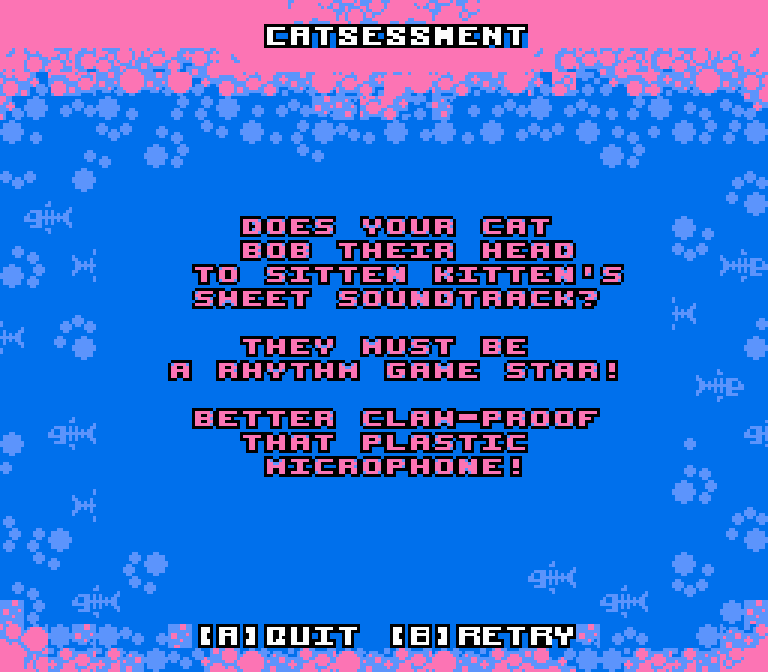 CATSESSMENT
DOES YOUR CAT
BOB THEIR HEAD
TO SITTEN KITTEN'S
SWEET SOUNDTRACK?
THEY MUST BE
A RHYTHM GAME STAR!
BETTER CLAW-PROOF
THAT PLASTIC
MICROPHONE!
[A]QUIT [B]RETRY